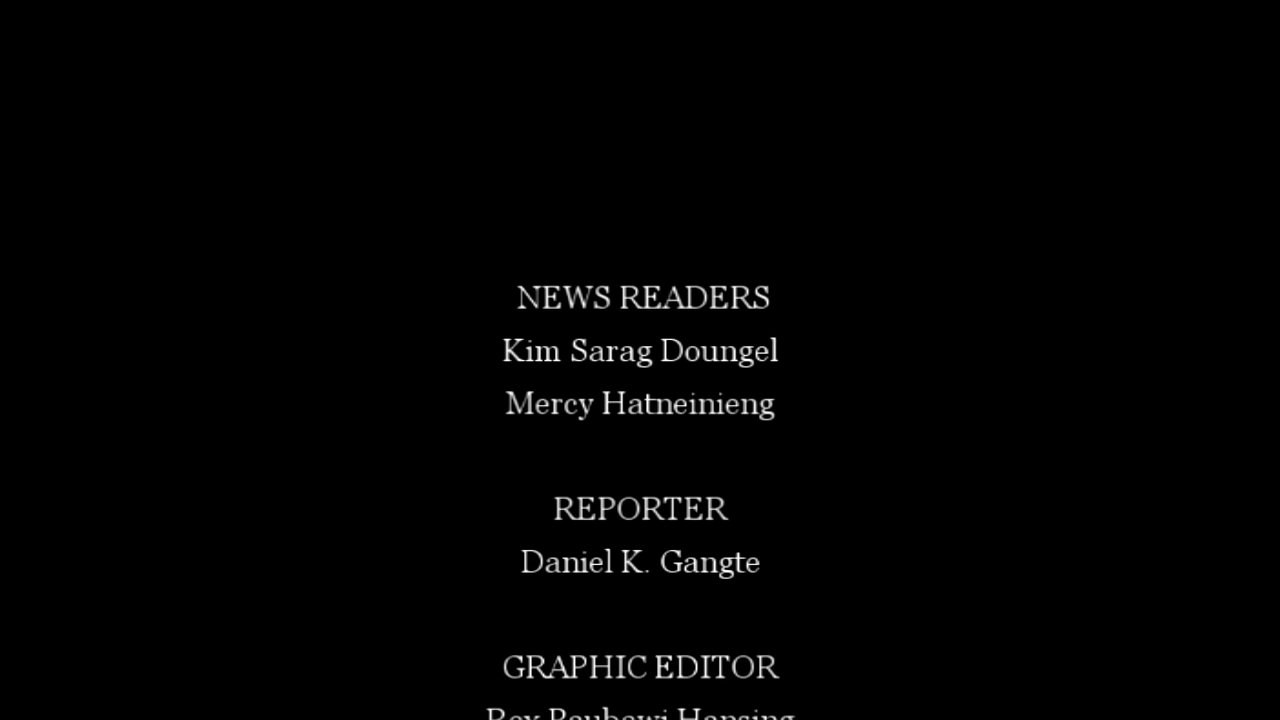 NEWS READERS
Kim Sarag Doungel
Mercy Hatneinieng
REPORTER
Daniel K. Gangte
GRAPHIC EDITOR